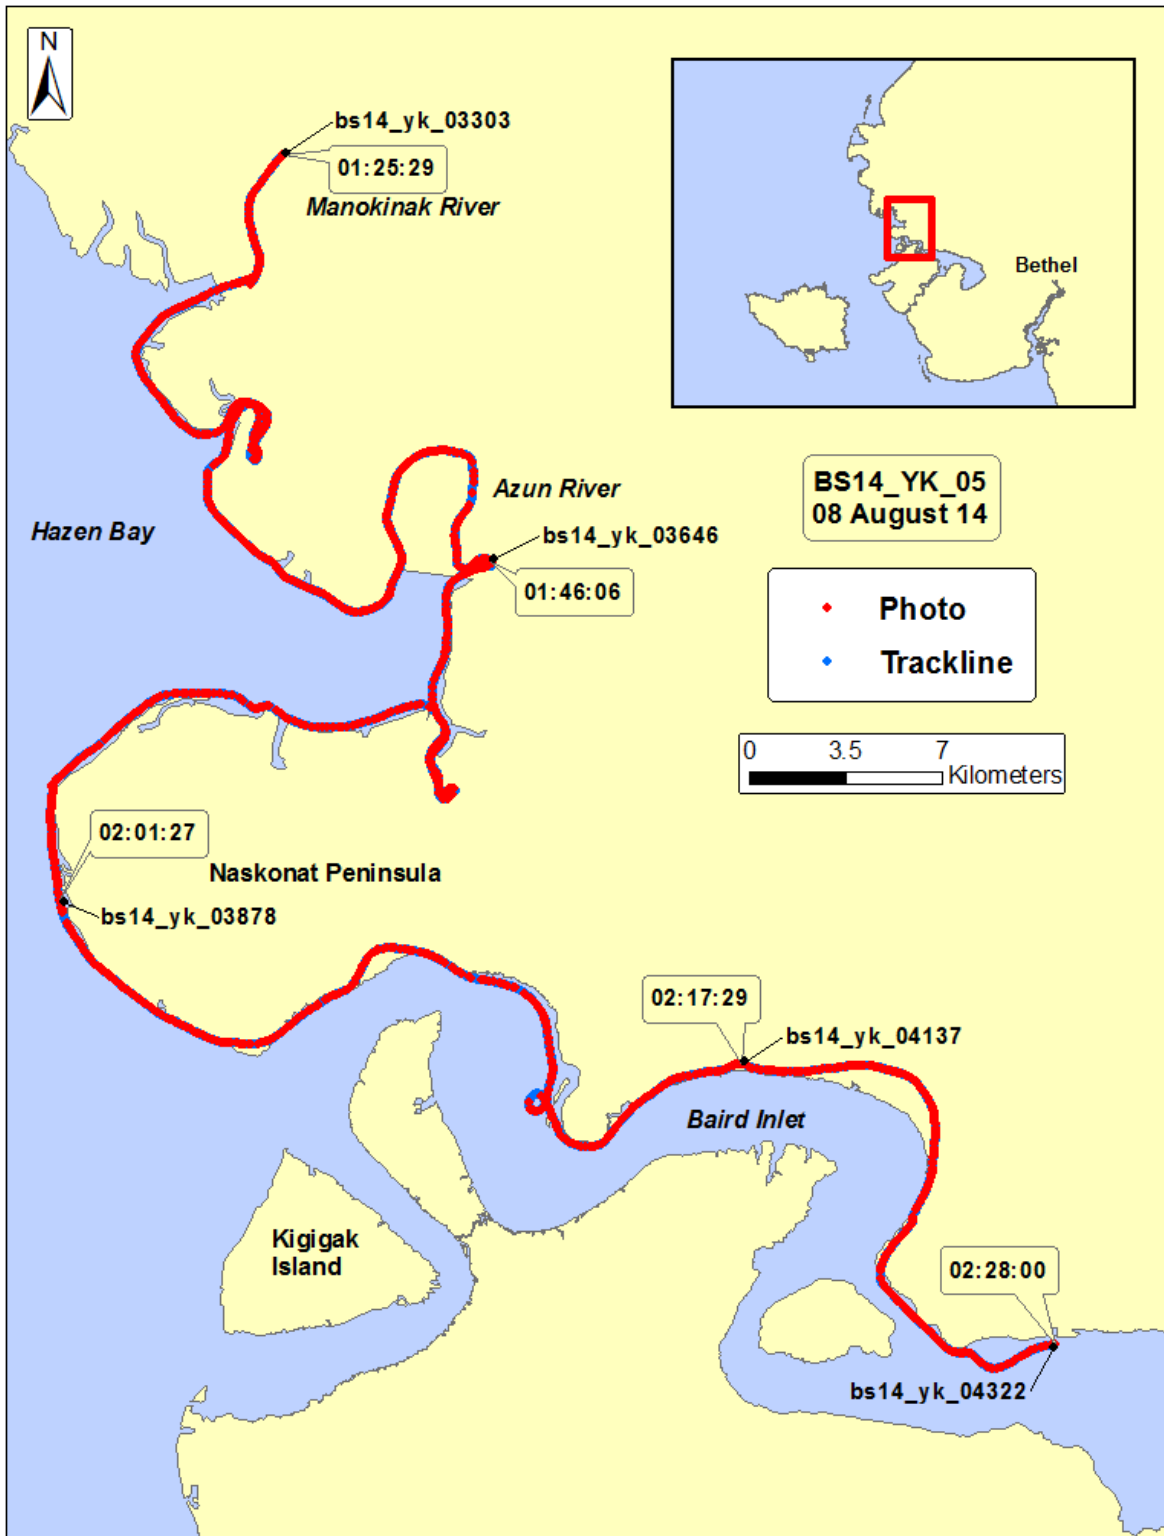 N
bs14_yk_03303
01:25:29
Manokinak River
Bethel
BS14_YK_05
08 August 14
Azun River
Hazen Bay
bs14_yk_03646
01:46:06
Photo
Trackline
0 3.5 7
Kilometers
02:01:27
Naskonat Peninsula
bs14_yk_03878
02:17:29
bs14_yk_04137
Baird Inlet
Kigigak
Island
02:28:00
bs14_yk_04322